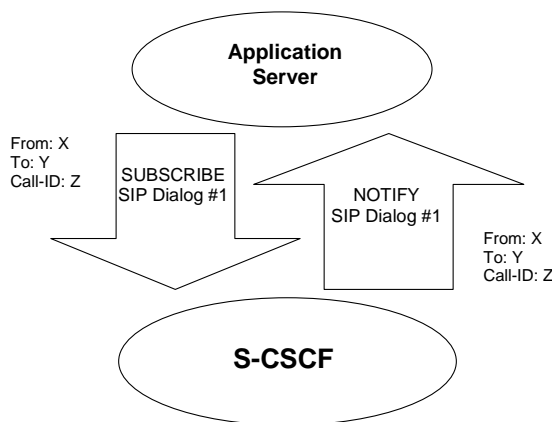 Application
Server
From: X
To: Y
Call-ID: Z
SUBSCRIBE
SIP Dialog #1
NOTIFY
SIP Dialog #1
From: X
To: Y
Call-ID: Z
S-CSCF